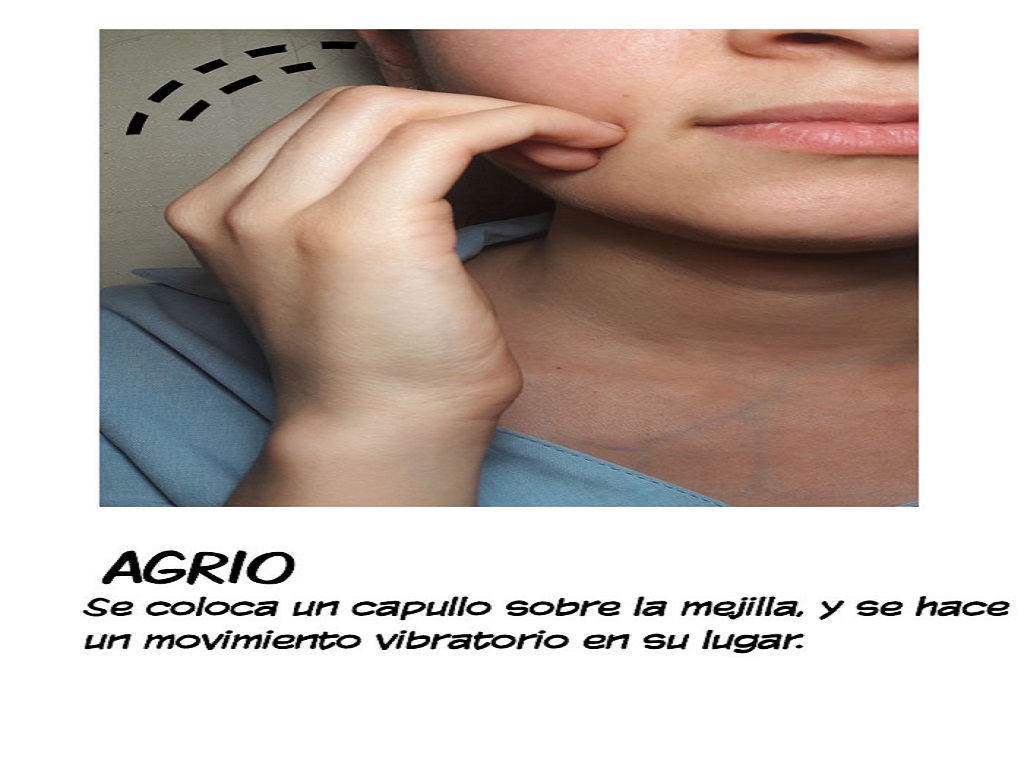 AGRIO
Se coloca un capullo sobre la mejilla, y se hace
un movimiento vibratorio en su lugar.